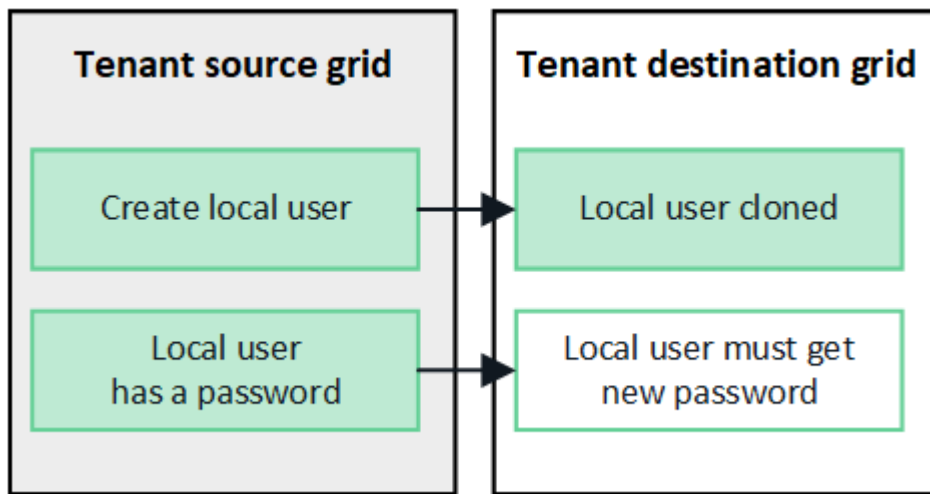 Tenant source grid
Tenant destination grid
Create local user
Local user cloned
Local user
has a password
Local user must get
new password